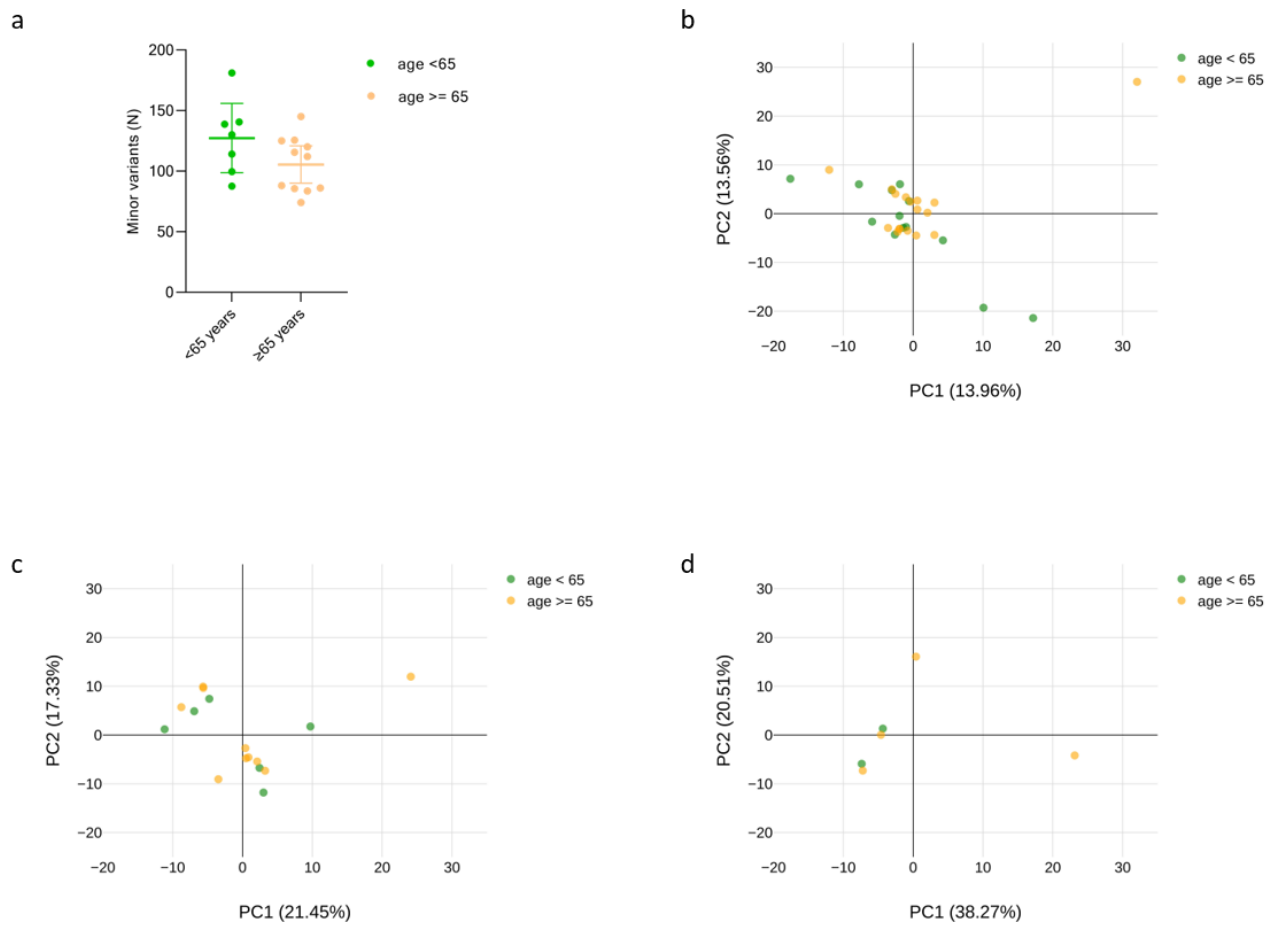 a
200
150
100
50
0
Minor variants (N)
<65 years
≥65 years
age <65
age >= 65
b
30
20
10
0
−10
−20
PC2 (13.56%)
−20 −10 0 10 20 30
PC1 (13.96%)
age < 65
age >= 65
c
30
20
10
0
−10
−20
PC2 (17.33%)
−20 −10 0 10 20 30
PC1 (21.45%)
age < 65
age >= 65
d
30
20
10
0
−10
−20
PC2 (20.51%)
−20 −10 0 10 20 30
PC1 (38.27%)
age < 65
age >= 65